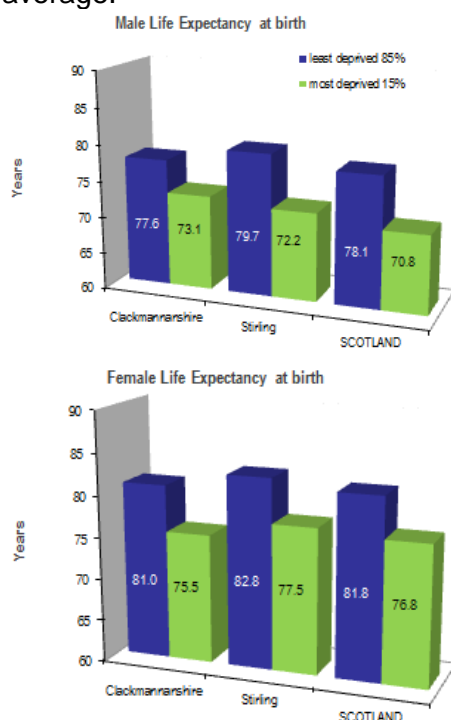 average.
Male Life Expectancy at birth
least deprived 85%
most deprived 15%
90
85
80
75
70
65
60
Years
77.6
73.1
79.7
72.2
78.1
70.8
Clackmannanshire
Stirling
SCOTLAND
Female Life Expectancy at birth
90
85
80
75
70
65
60
Years
81.0
75.5
82.8
77.5
81.8
76.8
Clackmannanshire
Stirling
SCOTLAND